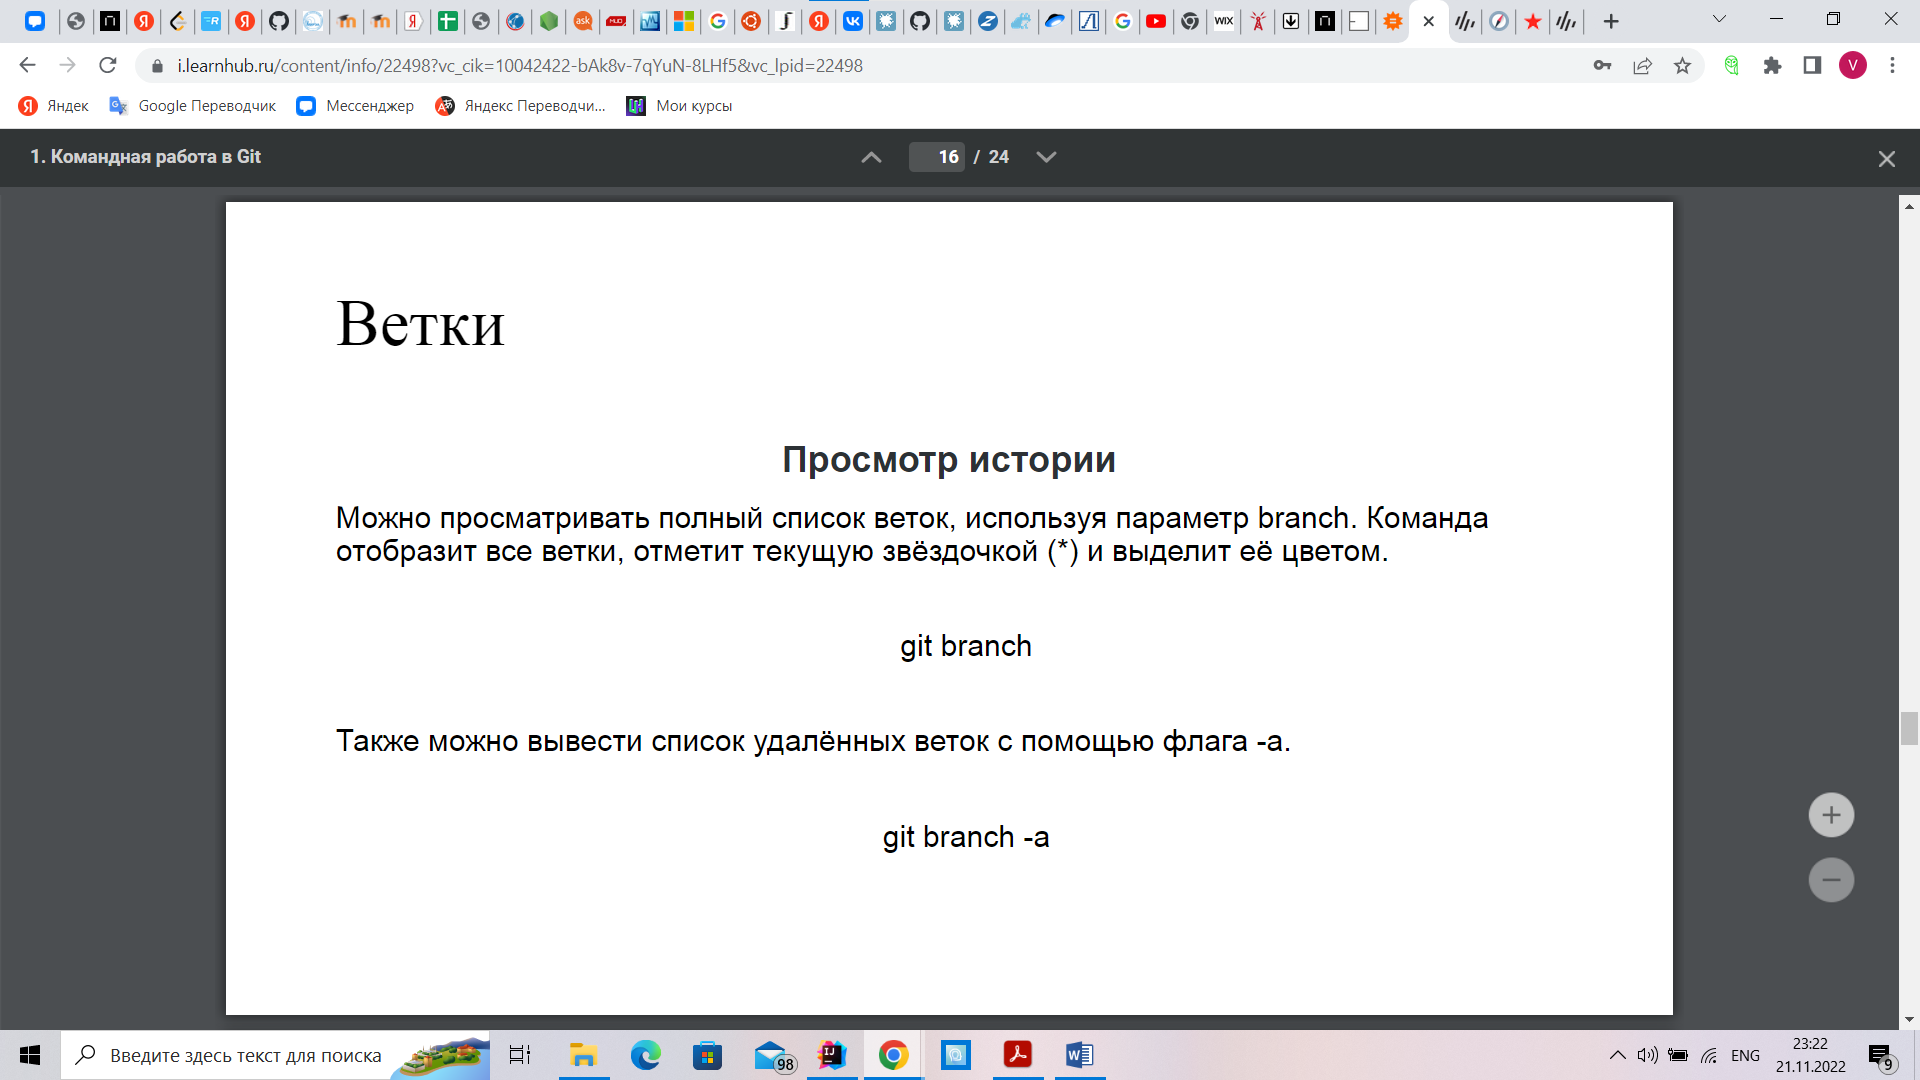 i.learnhub.ru/content/info/22498?vc_cik=10042422-bAk8v-7qYuN-8LHf5&vc_lpid=22498
V
Яндек
Google Переводчик
Мессенджер
Яндекс Переводчи...
Мои курсы
1. Командная работа в Git
16 / 24
Ветки
Просмотр истории
Можно просматривать полный список веток, используя параметр branch. Команда
отобразит все ветки, отметит текущую звёздочкой (*) и выделит её цветом.
git branch
Также можно вывести список удалённых веток с помощью флага -a.
git branch -a
Введите здесь текст для поиска
98
ENG
23:22
21.11.2022
9